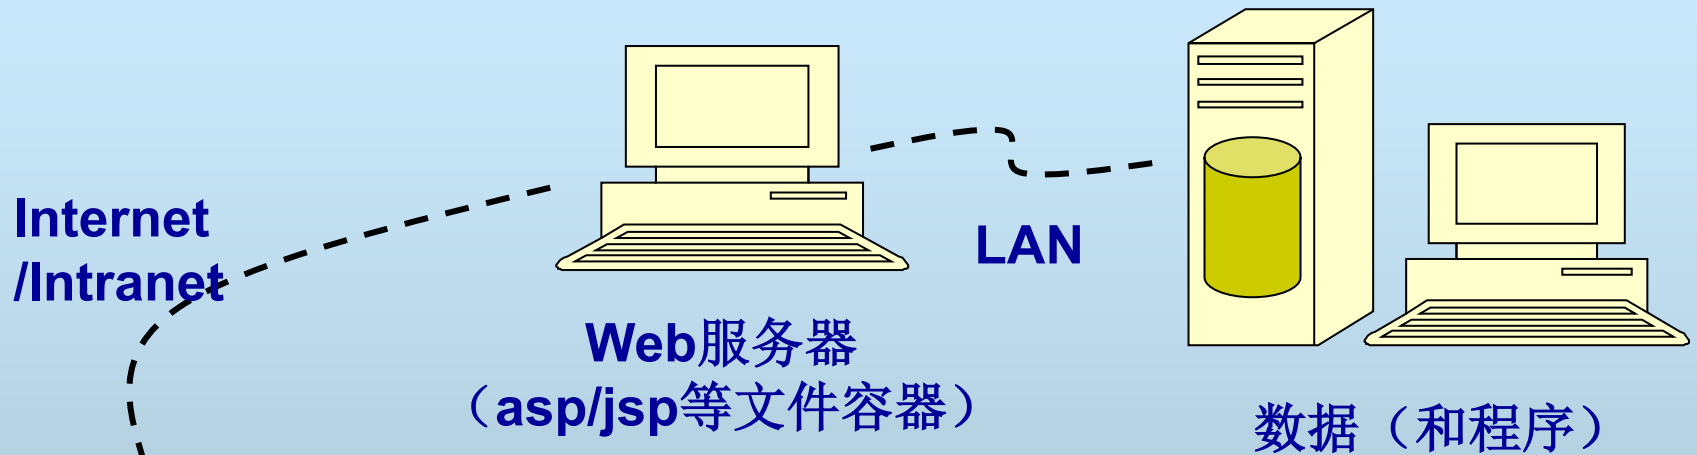 Internet
/Intranet
LAN
Web服务器
（asp/jsp等文件容器）
数据（和程序）